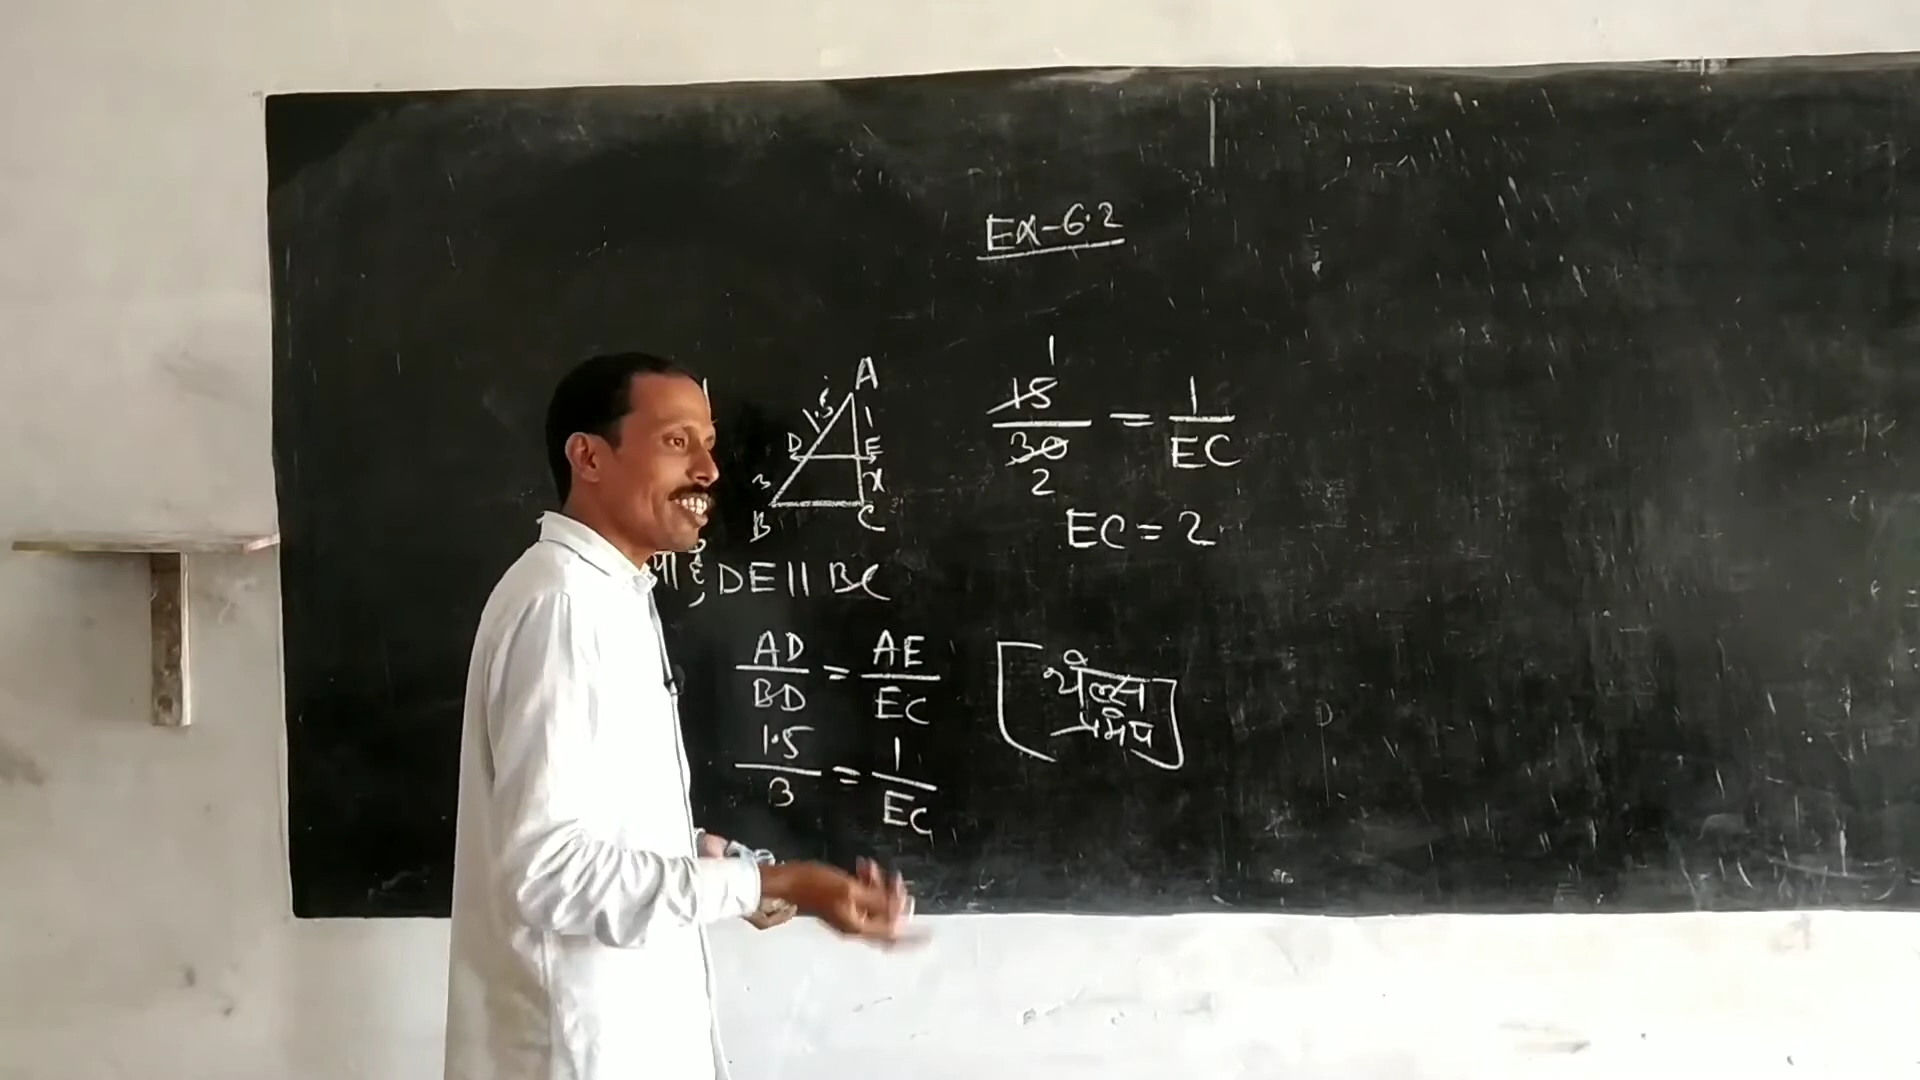 Ex-6.2
A
1.5
1
D
E
3
x
B
C
है, DE || BC
AD/BD = AE/EC
1.5/3 = 1/EC
1
15/30 = 1/EC
2
EC = 2
थेल्स
प्रमेय